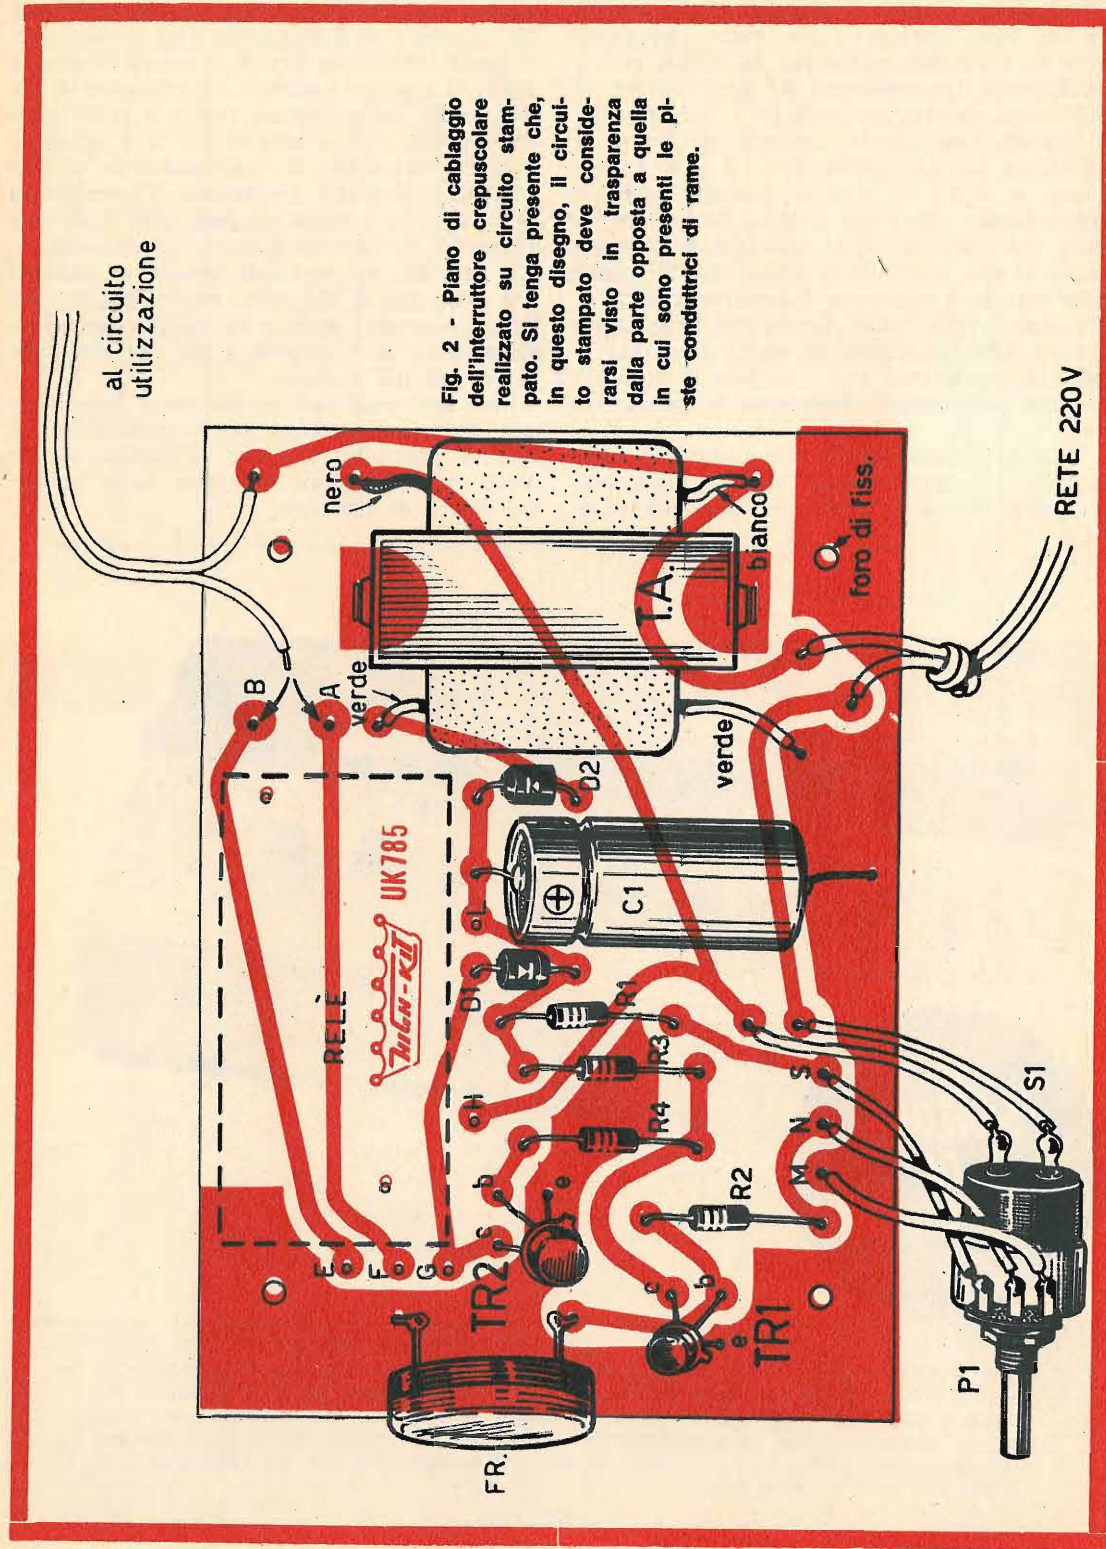 al circuito
utilizzazione
Fig. 2 - Piano di cablaggio
dell'interruttore crepuscolare
realizzato su circuito stam-
pato. Si tenga presente che,
in questo disegno, il circui-
to stampato deve conside-
rarsi visto in trasparenza
dalla parte opposta a quella
in cui sono presenti le pi-
ste conduttrici di rame.
nero
B
A
verde
T.A.
bianco
foro di fiss.
RETE 220V
verde
RELÈ
HIGH-KIT
UK785
D2
L
C1
D1
R1
H
R3
R4
S
N
M
S1
E
F
G
b
c
e
TR2
R2
c
b
e
TR1
FR.
P1